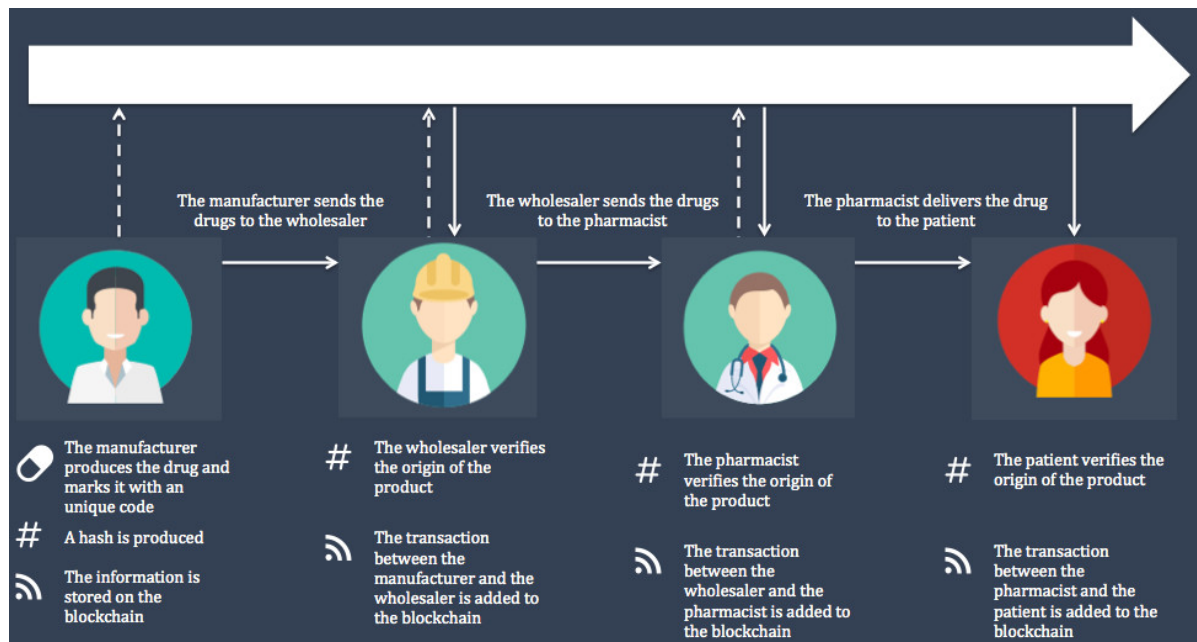 The manufacturer sends the
drugs to the wholesaler
The wholesaler sends the drugs
to the pharmacist
The pharmacist delivers the drug
to the patient
The manufacturer
produces the drug and
marks it with an
unique code
# A hash is produced
The information is
stored on the
blockchain
# The wholesaler verifies
the origin of the
product
The transaction
between the
manufacturer and the
wholesaler is added to
the blockchain
# The pharmacist
verifies the origin of
the product
The transaction
between the
wholesaler and the
pharmacist is added to
the blockchain
# The patient verifies the
origin of the product
The transaction
between the
pharmacist and the
patient is added to the
blockchain